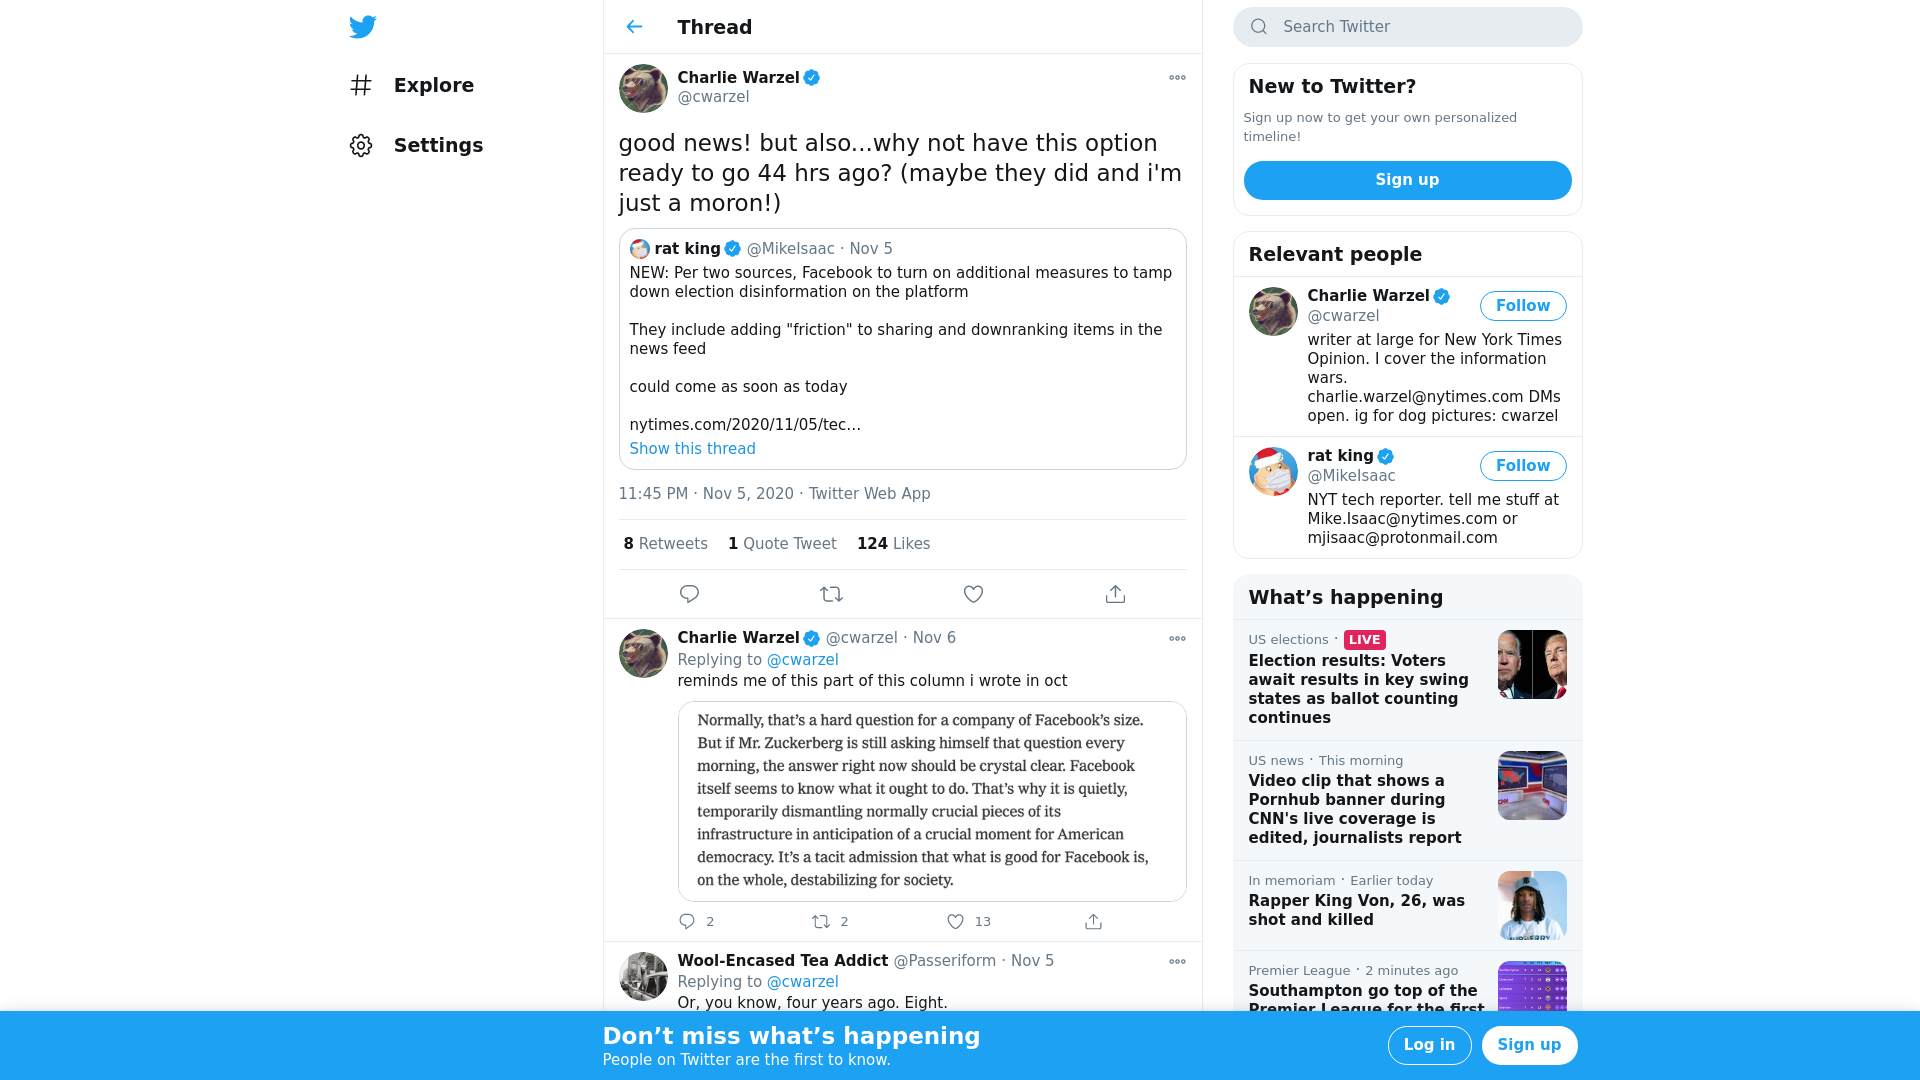 Explore
Settings
Thread
Charlie Warzel
@cwarzel
good news! but also...why not have this option
ready to go 44 hrs ago? (maybe they did and i'm
just a moron!)
rat king @MikeIsaac · Nov 5
NEW: Per two sources, Facebook to turn on additional measures to tamp
down election disinformation on the platform
They include adding "friction" to sharing and downranking items in the
news feed
could come as soon as today
nytimes.com/2020/11/05/tec…
Show this thread
11:45 PM · Nov 5, 2020 · Twitter Web App
8 Retweets 1 Quote Tweet 124 Likes
Charlie Warzel @cwarzel · Nov 6
Replying to @cwarzel
reminds me of this part of this column i wrote in oct
Normally, that's a hard question for a company of Facebook's size.
But if Mr. Zuckerberg is still asking himself that question every
morning, the answer right now should be crystal clear. Facebook
itself seems to know what it ought to do. That's why it is quietly,
temporarily dismantling normally crucial pieces of its
infrastructure in anticipation of a crucial moment for American
democracy. It's a tacit admission that what is good for Facebook is,
on the whole, destabilizing for society.
2 2 13
Wool-Encased Tea Addict @Passeriform · Nov 5
Replying to @cwarzel
Or, you know, four years ago. Eight.
Search Twitter
New to Twitter?
Sign up now to get your own personalized
timeline!
Sign up
Relevant people
Charlie Warzel
@cwarzel
Follow
writer at large for New York Times
Opinion. I cover the information
wars.
charlie.warzel@nytimes.com DMs
open. ig for dog pictures: cwarzel
rat king
@MikeIsaac
Follow
NYT tech reporter. tell me stuff at
Mike.Isaac@nytimes.com or
mjisaac@protonmail.com
What's happening
US elections · LIVE
Election results: Voters
await results in key swing
states as ballot counting
continues
US news · This morning
Video clip that shows a
Pornhub banner during
CNN's live coverage is
edited, journalists report
In memoriam · Earlier today
Rapper King Von, 26, was
shot and killed
Premier League · 2 minutes ago
Southampton go top of the
Premier League for the first
Don't miss what's happening
People on Twitter are the first to know.
Log in
Sign up